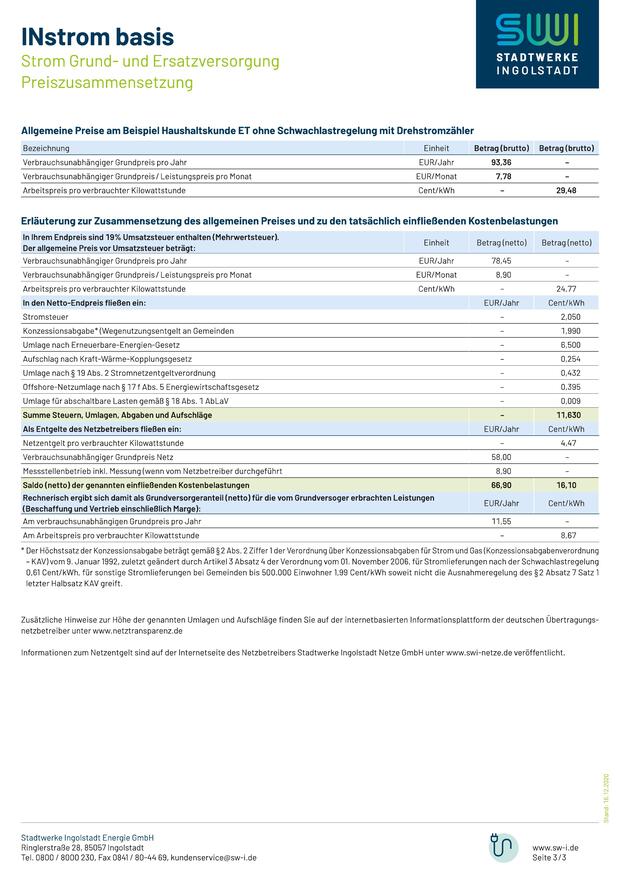 INstrom basis
Strom Grund- und Ersatzversorgung
Preiszusammensetzung
SWI
STADTWERKE
INGOLSTADT
Allgemeine Preise am Beispiel Haushaltskunde ET ohne Schwachlastregelung mit Drehstromzähler
Bezeichnung Einheit Betrag (brutto) Betrag (brutto)
Verbrauchsunabhängiger Grundpreis pro Jahr EUR/Jahr 93,36 –
Verbrauchsunabhängiger Grundpreis / Leistungspreis pro Monat EUR/Monat 7,78 –
Arbeitspreis pro verbrauchter Kilowattstunde Cent/kWh – 29,48
Erläuterung zur Zusammensetzung des allgemeinen Preises und zu den tatsächlich einfließenden Kostenbelastungen
In Ihrem Endpreis sind 19% Umsatzsteuer enthalten (Mehrwertsteuer).
Der allgemeine Preis vor Umsatzsteuer beträgt: Einheit Betrag (netto) Betrag (netto)
Verbrauchsunabhängiger Grundpreis pro Jahr EUR/Jahr 78,45 –
Verbrauchsunabhängiger Grundpreis / Leistungspreis pro Monat EUR/Monat 8,90 –
Arbeitspreis pro verbrauchter Kilowattstunde Cent/kWh – 24,77
In den Netto-Endpreis fließen ein: EUR/Jahr Cent/kWh
Stromsteuer – 2,050
Konzessionsabgabe* (Wegenutzungsentgelt an Gemeinden – 1,990
Umlage nach Erneuerbare-Energien-Gesetz – 6,500
Aufschlag nach Kraft-Wärme-Kopplungsgesetz – 0,254
Umlage nach § 19 Abs. 2 Stromnetzentgeltverordnung – 0,432
Offshore-Netzumlage nach § 17 f Abs. 5 Energiewirtschaftsgesetz – 0,395
Umlage für abschaltbare Lasten gemäß § 18 Abs. 1 AbLaV – 0,009
Summe Steuern, Umlagen, Abgaben und Aufschläge – 11,630
Als Entgelte des Netzbetreibers fließen ein: EUR/Jahr Cent/kWh
Netzentgelt pro verbrauchter Kilowattstunde – 4,47
Verbrauchsunabhängiger Grundpreis Netz 58,00 –
Messstellenbetrieb inkl. Messung (wenn vom Netzbetreiber durchgeführt 8,90 –
Saldo (netto) der genannten einfließenden Kostenbelastungen 66,90 16,10
Rechnerisch ergibt sich damit als Grundversorgeranteil (netto) für die vom Grundversoger erbrachten Leistungen
(Beschaffung und Vertrieb einschließlich Marge): EUR/Jahr Cent/kWh
Am verbrauchsunabhängigen Grundpreis pro Jahr 11,55 –
Am Arbeitspreis pro verbrauchter Kilowattstunde – 8,67
* Der Höchstsatz der Konzessionsabgabe beträgt gemäß § 2 Abs. 2 Ziffer 1 der Verordnung über Konzessionsabgaben für Strom und Gas (Konzessionsabgabenverordnung
– KAV) vom 9. Januar 1992, zuletzt geändert durch Artikel 3 Absatz 4 der Verordnung vom 01. November 2006, für Stromlieferungen nach der Schwachlastregelung
0,61 Cent/kWh, für sonstige Stromlieferungen bei Gemeinden bis 500.000 Einwohner 1,99 Cent/kWh soweit nicht die Ausnahmeregelung des § 2 Absatz 7 Satz 1
letzter Halbsatz KAV greift.
Zusätzliche Hinweise zur Höhe der genannten Umlagen und Aufschläge finden Sie auf der internetbasierten Informationsplattform der deutschen Übertragungs-
netzbetreiber unter www.netztransparenz.de
Informationen zum Netzentgelt sind auf der Internetseite des Netzbetreibers Stadtwerke Ingolstadt Netze GmbH unter www.swi-netze.de veröffentlicht.
Stand: 16.12.2020
Stadtwerke Ingolstadt Energie GmbH
Ringlerstraße 28, 85057 Ingolstadt
Tel. 0800 / 8000 230, Fax 0841 / 80-44 69, kundenservice@sw-i.de
www.sw-i.de
Seite 3/3